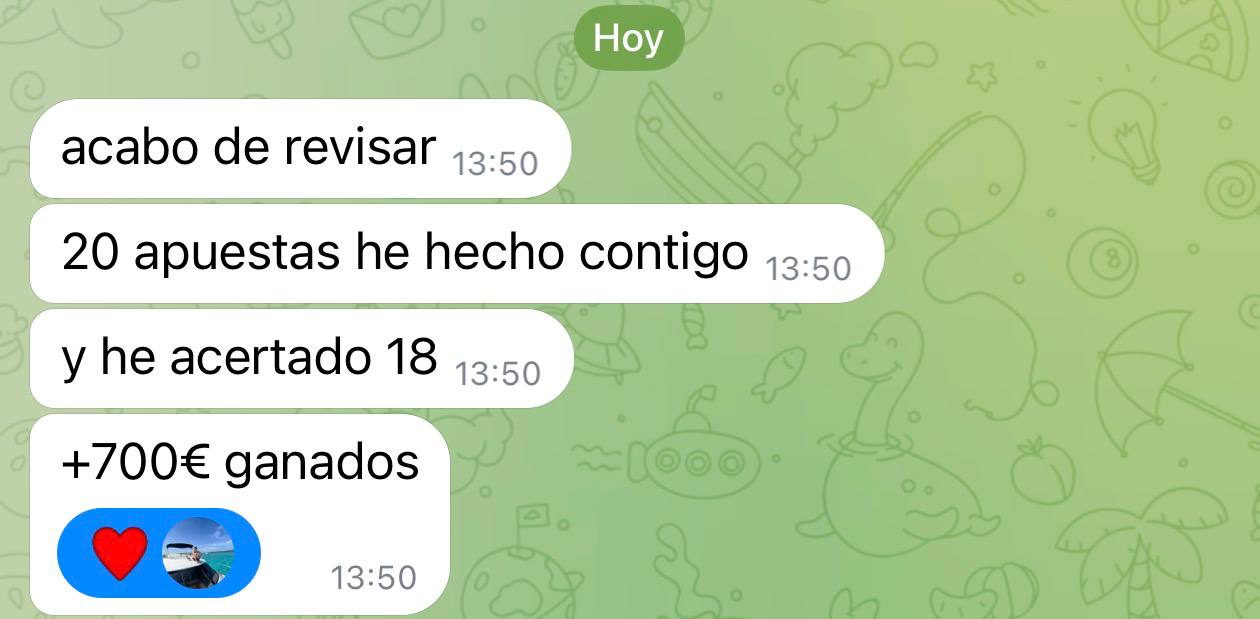 Hoy
acabo de revisar 13:50
20 apuestas he hecho contigo 13:50
y he acertado 18 13:50
+700€ ganados
13:50
8